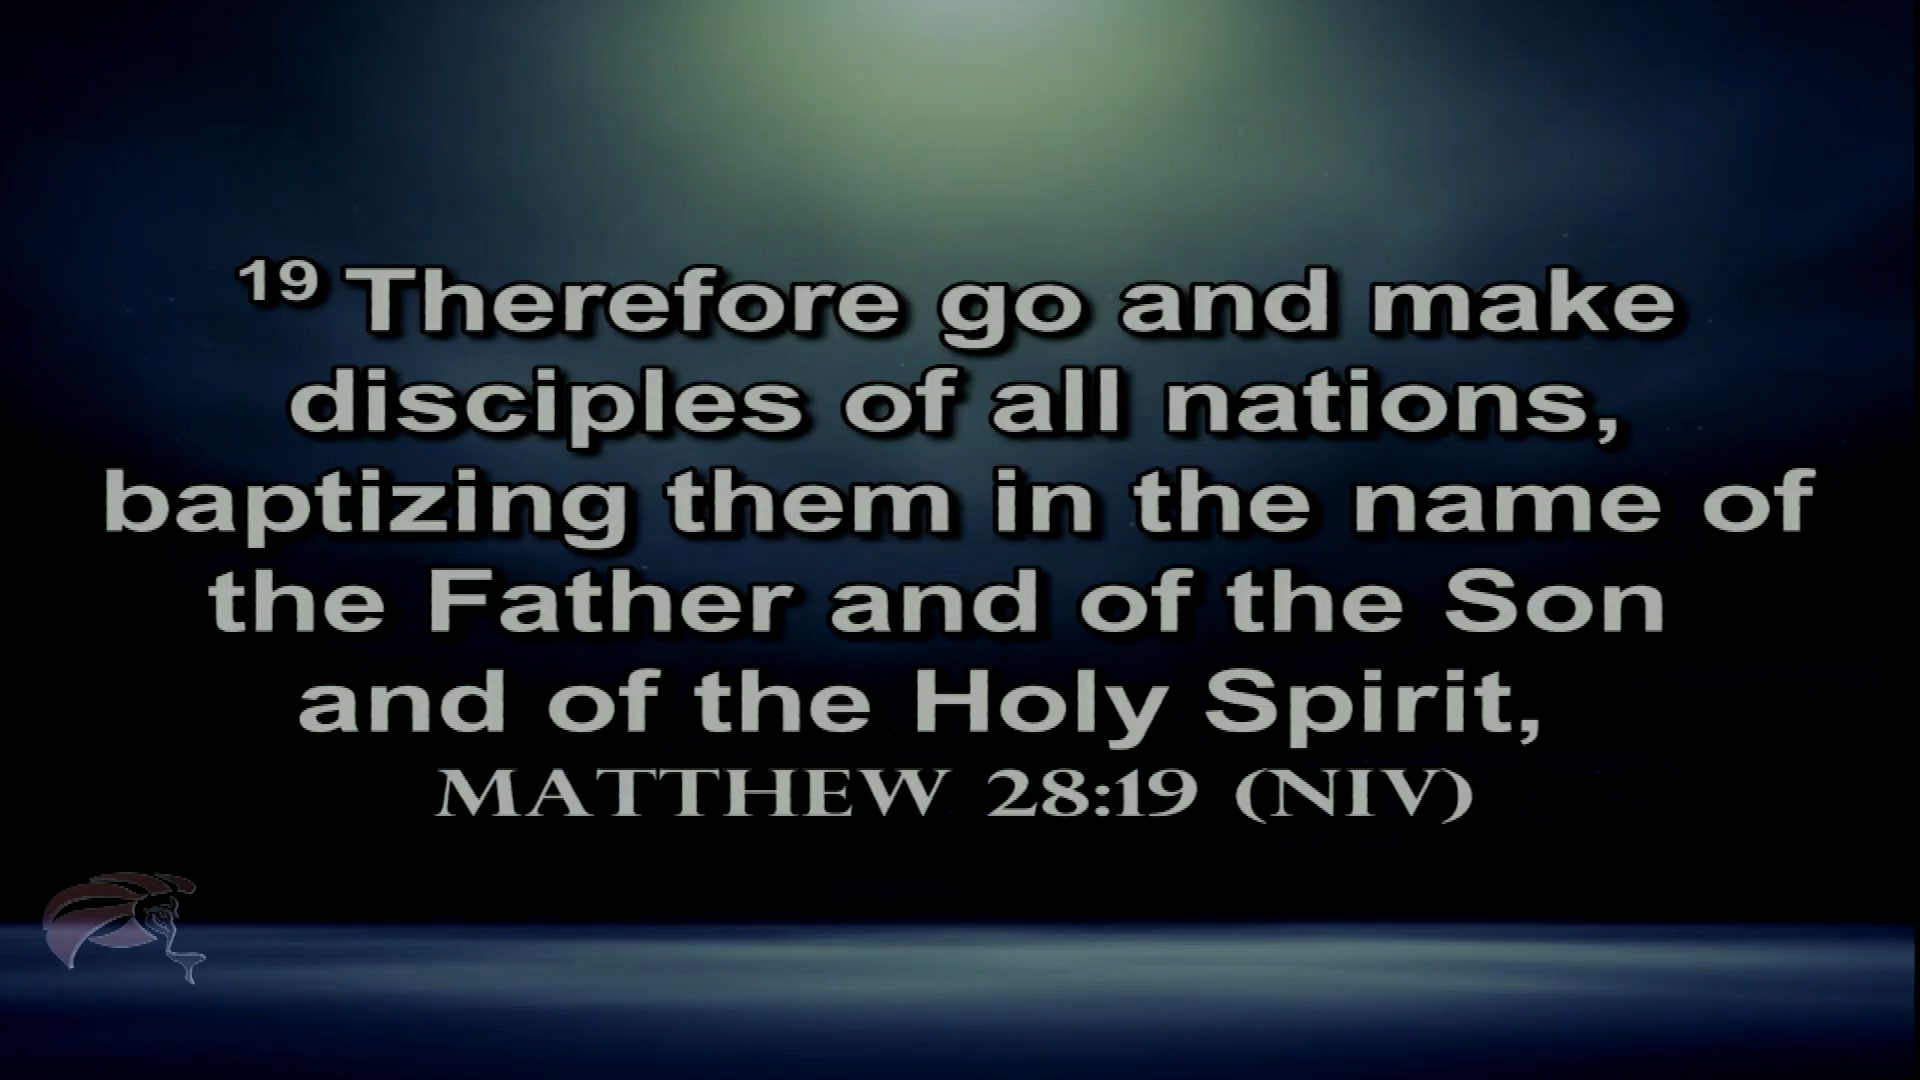 19 Therefore go and make
disciples of all nations,
baptizing them in the name of
the Father and of the Son
and of the Holy Spirit,
MATTHEW 28:19 (NIV)